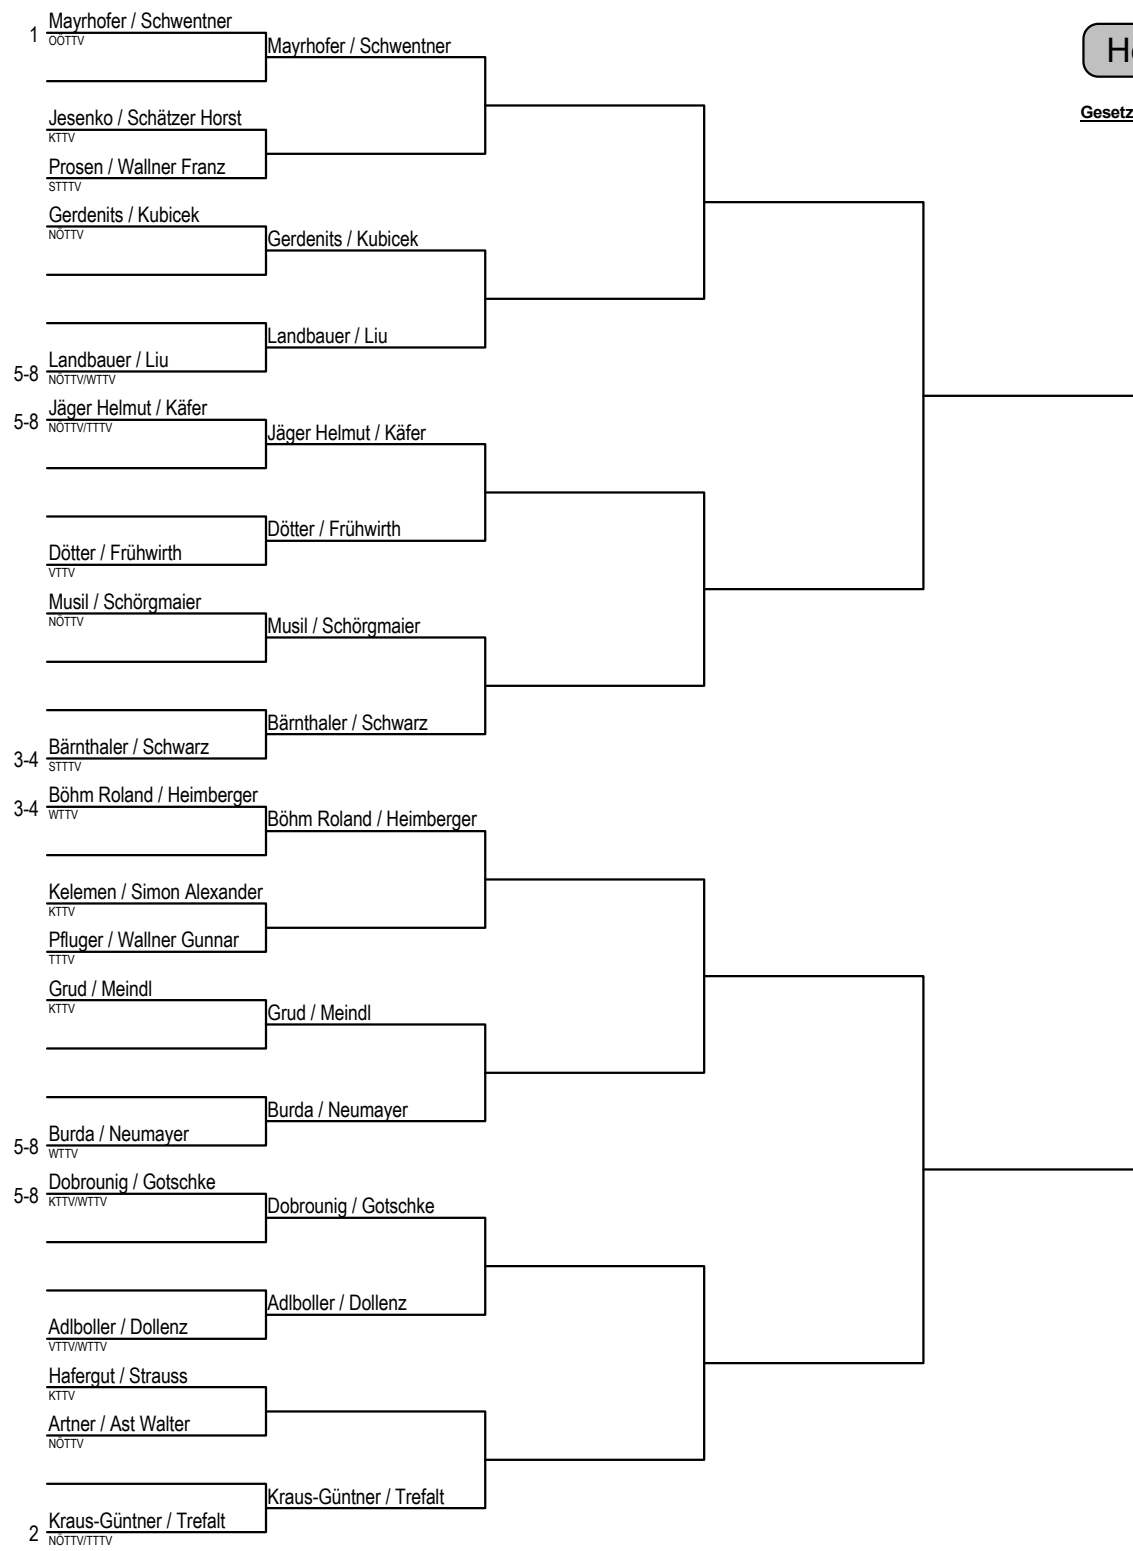 Mayrhofer / Schwentner
1
OÖTTV
Mayrhofer / Schwentner
Jesenko / Schätzer Horst
KTTV
Prosen / Wallner Franz
STTTV
Gerdenits / Kubicek
NÖTTV
Gerdenits / Kubicek
Landbauer / Liu
Landbauer / Liu
5-8
NÖTTV/WTTV
Jäger Helmut / Käfer
5-8
NÖTTV/TTTV
Jäger Helmut / Käfer
Dötter / Frühwirth
Dötter / Frühwirth
VTTV
Musil / Schörgmaier
NÖTTV
Musil / Schörgmaier
Bärnthaler / Schwarz
Bärnthaler / Schwarz
3-4
STTTV
Böhm Roland / Heimberger
3-4
WTTV
Böhm Roland / Heimberger
Kelemen / Simon Alexander
KTTV
Pfluger / Wallner Gunnar
TTTV
Grud / Meindl
KTTV
Grud / Meindl
Burda / Neumayer
Burda / Neumayer
5-8
WTTV
Dobrounig / Gotschke
5-8
KTTV/WTTV
Dobrounig / Gotschke
Adlboller / Dollenz
Adlboller / Dollenz
VTTV/WTTV
Hafergut / Strauss
KTTV
Artner / Ast Walter
NÖTTV
Kraus-Güntner / Trefalt
Kraus-Güntner / Trefalt
2
NÖTTV/TTTV
Gesetz